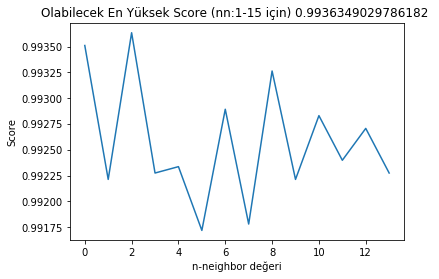 Olabilecek En Yüksek Score (nn:1-15 için) 0.9936349029786182
0.99350
0.99325
0.99300
0.99275
0.99250
0.99225
0.99200
0.99175
Score
0 2 4 6 8 10 12
n-neighbor değeri